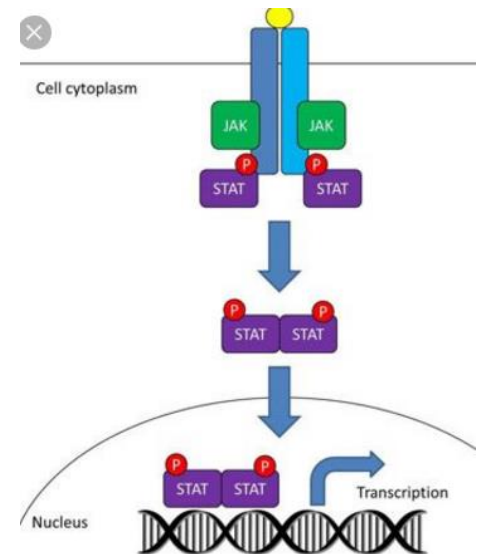 Cell cytoplasm
JAK JAK
P P
STAT STAT
P P
STAT STAT
P P
STAT STAT
Transcription
Nucleus